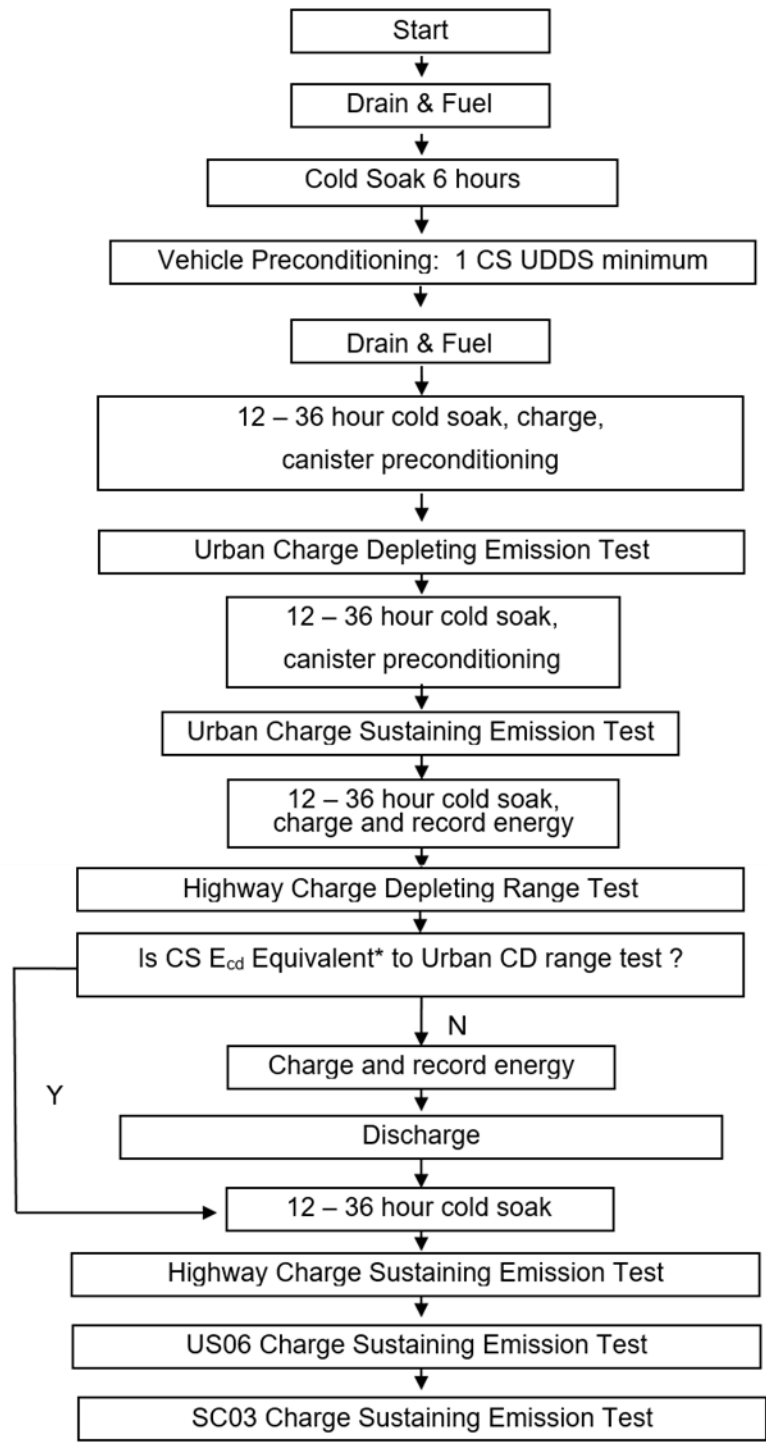 Start
Drain & Fuel
Cold Soak 6 hours
Vehicle Preconditioning: 1 CS UDDS minimum
Drain & Fuel
12 – 36 hour cold soak, charge,
canister preconditioning
Urban Charge Depleting Emission Test
12 – 36 hour cold soak,
canister preconditioning
Urban Charge Sustaining Emission Test
12 – 36 hour cold soak,
charge and record energy
Highway Charge Depleting Range Test
Is CS Ecd Equivalent* to Urban CD range test ?
N
Charge and record energy
Y
Discharge
12 – 36 hour cold soak
Highway Charge Sustaining Emission Test
US06 Charge Sustaining Emission Test
SC03 Charge Sustaining Emission Test